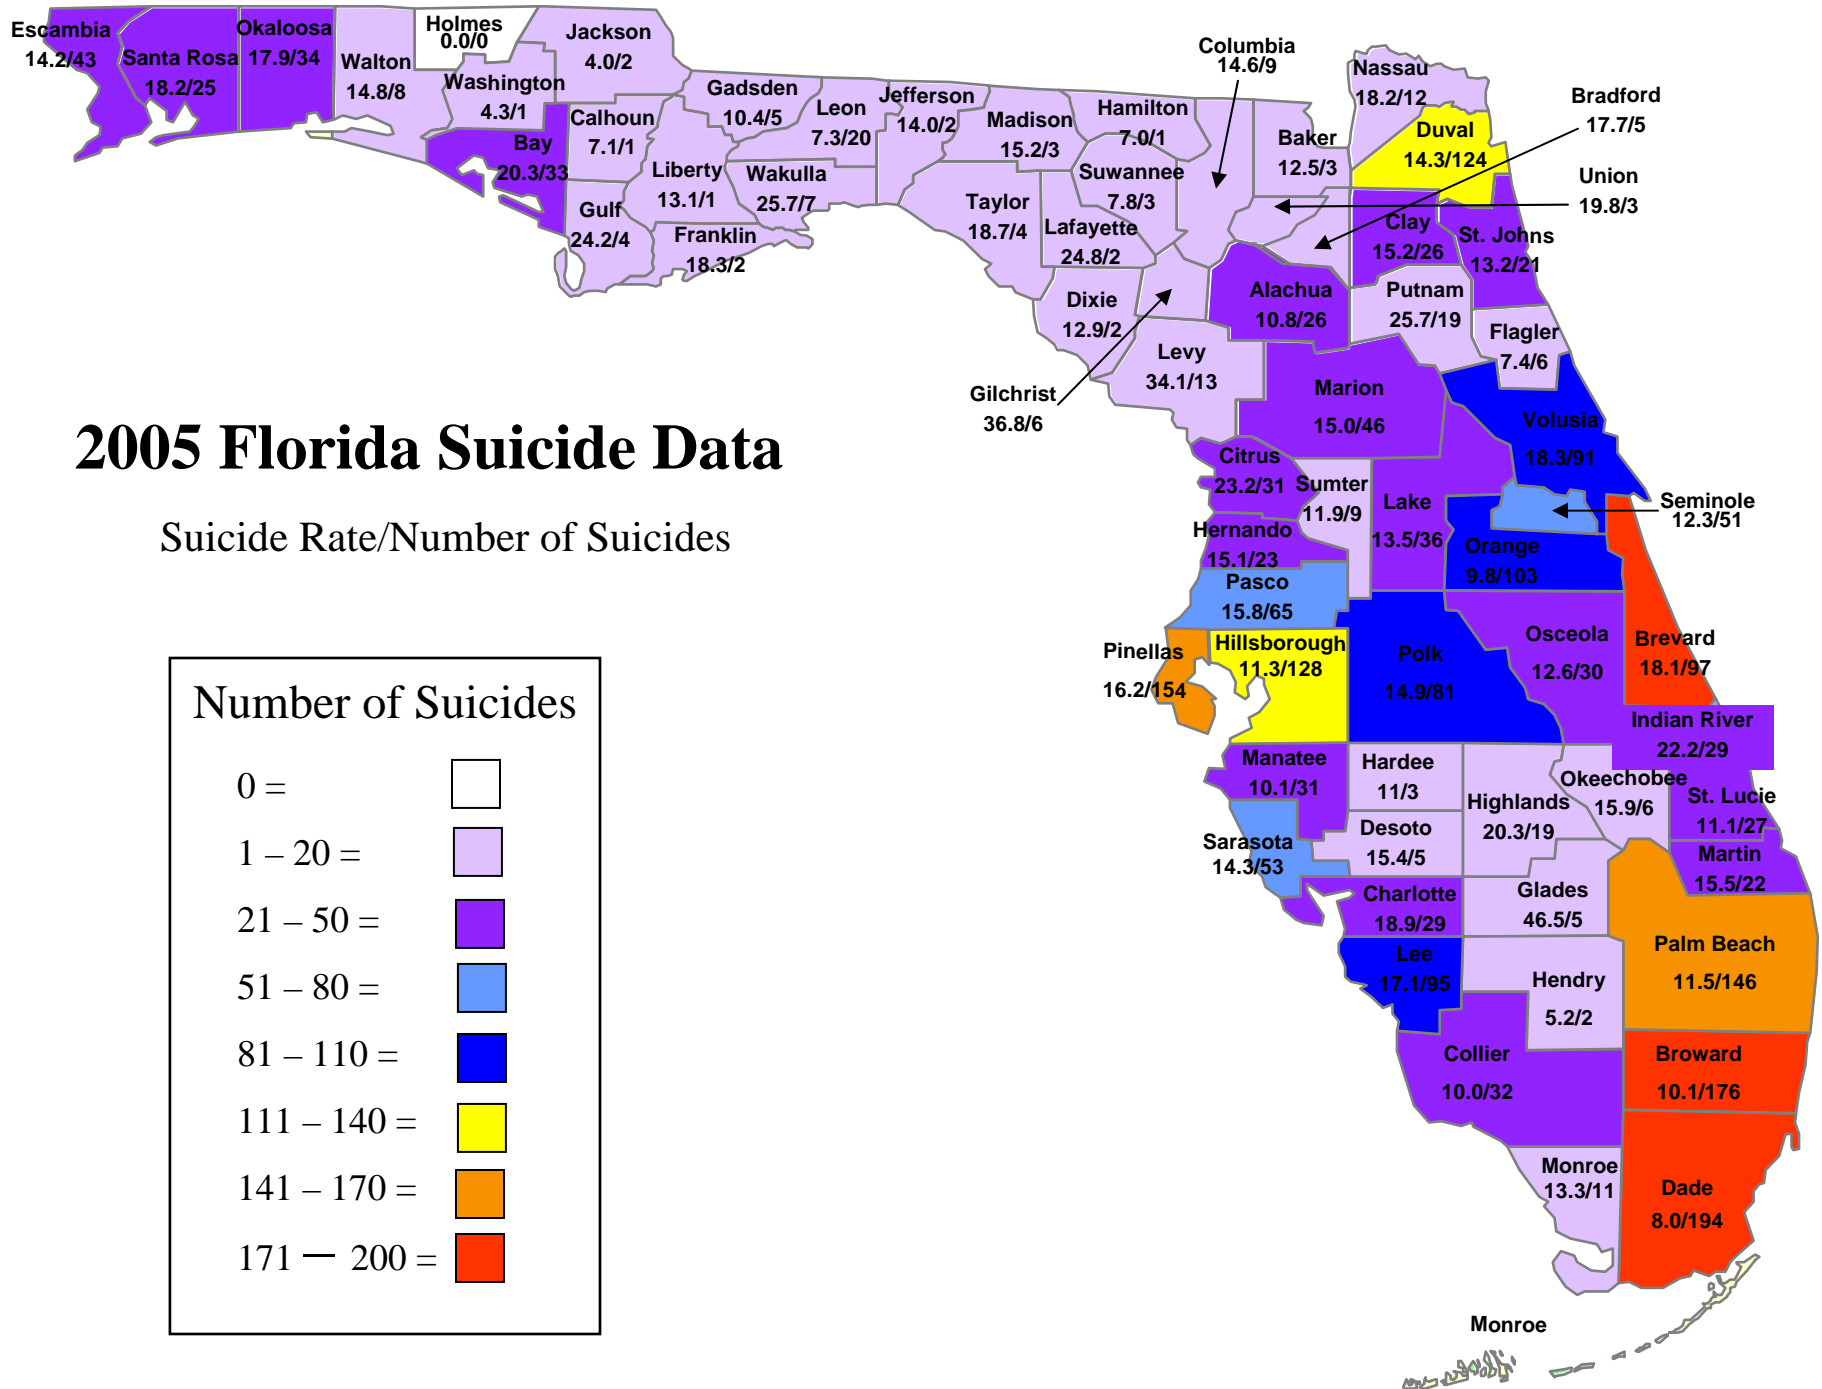 Escambia
14.2/43
Santa Rosa
18.2/25
Okaloosa
17.9/34
Walton
14.8/8
Holmes
0.0/0
Washington
4.3/1
Jackson
4.0/2
Bay
20.3/33
Calhoun
7.1/1
Gulf
24.2/4
Liberty
13.1/1
Franklin
18.3/2
Gadsden
10.4/5
Leon
7.3/20
Wakulla
25.7/7
Jefferson
14.0/2
Madison
15.2/3
Taylor
18.7/4
Hamilton
7.0/1
Suwannee
7.8/3
Lafayette
24.8/2
Dixie
12.9/2
Columbia
14.6/9
Baker
12.5/3
Nassau
18.2/12
Duval
14.3/124
Bradford
17.7/5
Union
19.8/3
Clay
15.2/26
St. Johns
13.2/21
Alachua
10.8/26
Putnam
25.7/19
Flagler
7.4/6
Gilchrist
36.8/6
Levy
34.1/13
Marion
15.0/46
Volusia
18.3/91
Citrus
23.2/31
Sumter
11.9/9
Lake
13.5/36
Seminole
12.3/51
Hernando
15.1/23
Orange
9.8/103
Pasco
15.8/65
Pinellas
16.2/154
Hillsborough
11.3/128
Polk
14.9/81
Osceola
12.6/30
Brevard
18.1/97
Indian River
22.2/29
Manatee
10.1/31
Hardee
11/3
Highlands
20.3/19
Okeechobee
15.9/6
St. Lucie
11.1/27
Sarasota
14.3/53
Desoto
15.4/5
Martin
15.5/22
Charlotte
18.9/29
Glades
46.5/5
Palm Beach
11.5/146
Lee
17.1/95
Hendry
5.2/2
Collier
10.0/32
Broward
10.1/176
Monroe
13.3/11
Dade
8.0/194
Monroe
2005 Florida Suicide Data
Suicide Rate/Number of Suicides
Number of Suicides
0 =
1 – 20 =
21 – 50 =
51 – 80 =
81 – 110 =
111 – 140 =
141 – 170 =
171 — 200 =